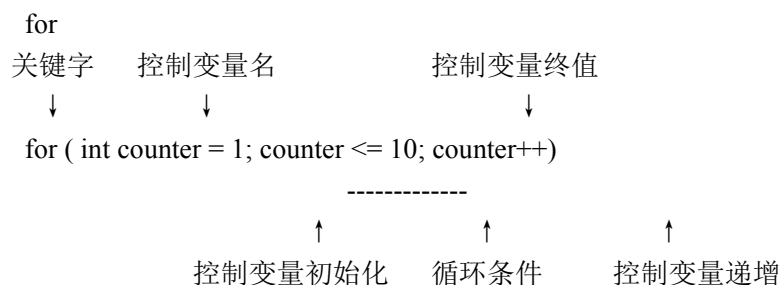 for
关键字 控制变量名 控制变量终值
↓ ↓ ↓
for ( int counter = 1; counter <= 10; counter++)
-------------
↑ ↑ ↑
控制变量初始化 循环条件 控制变量递增